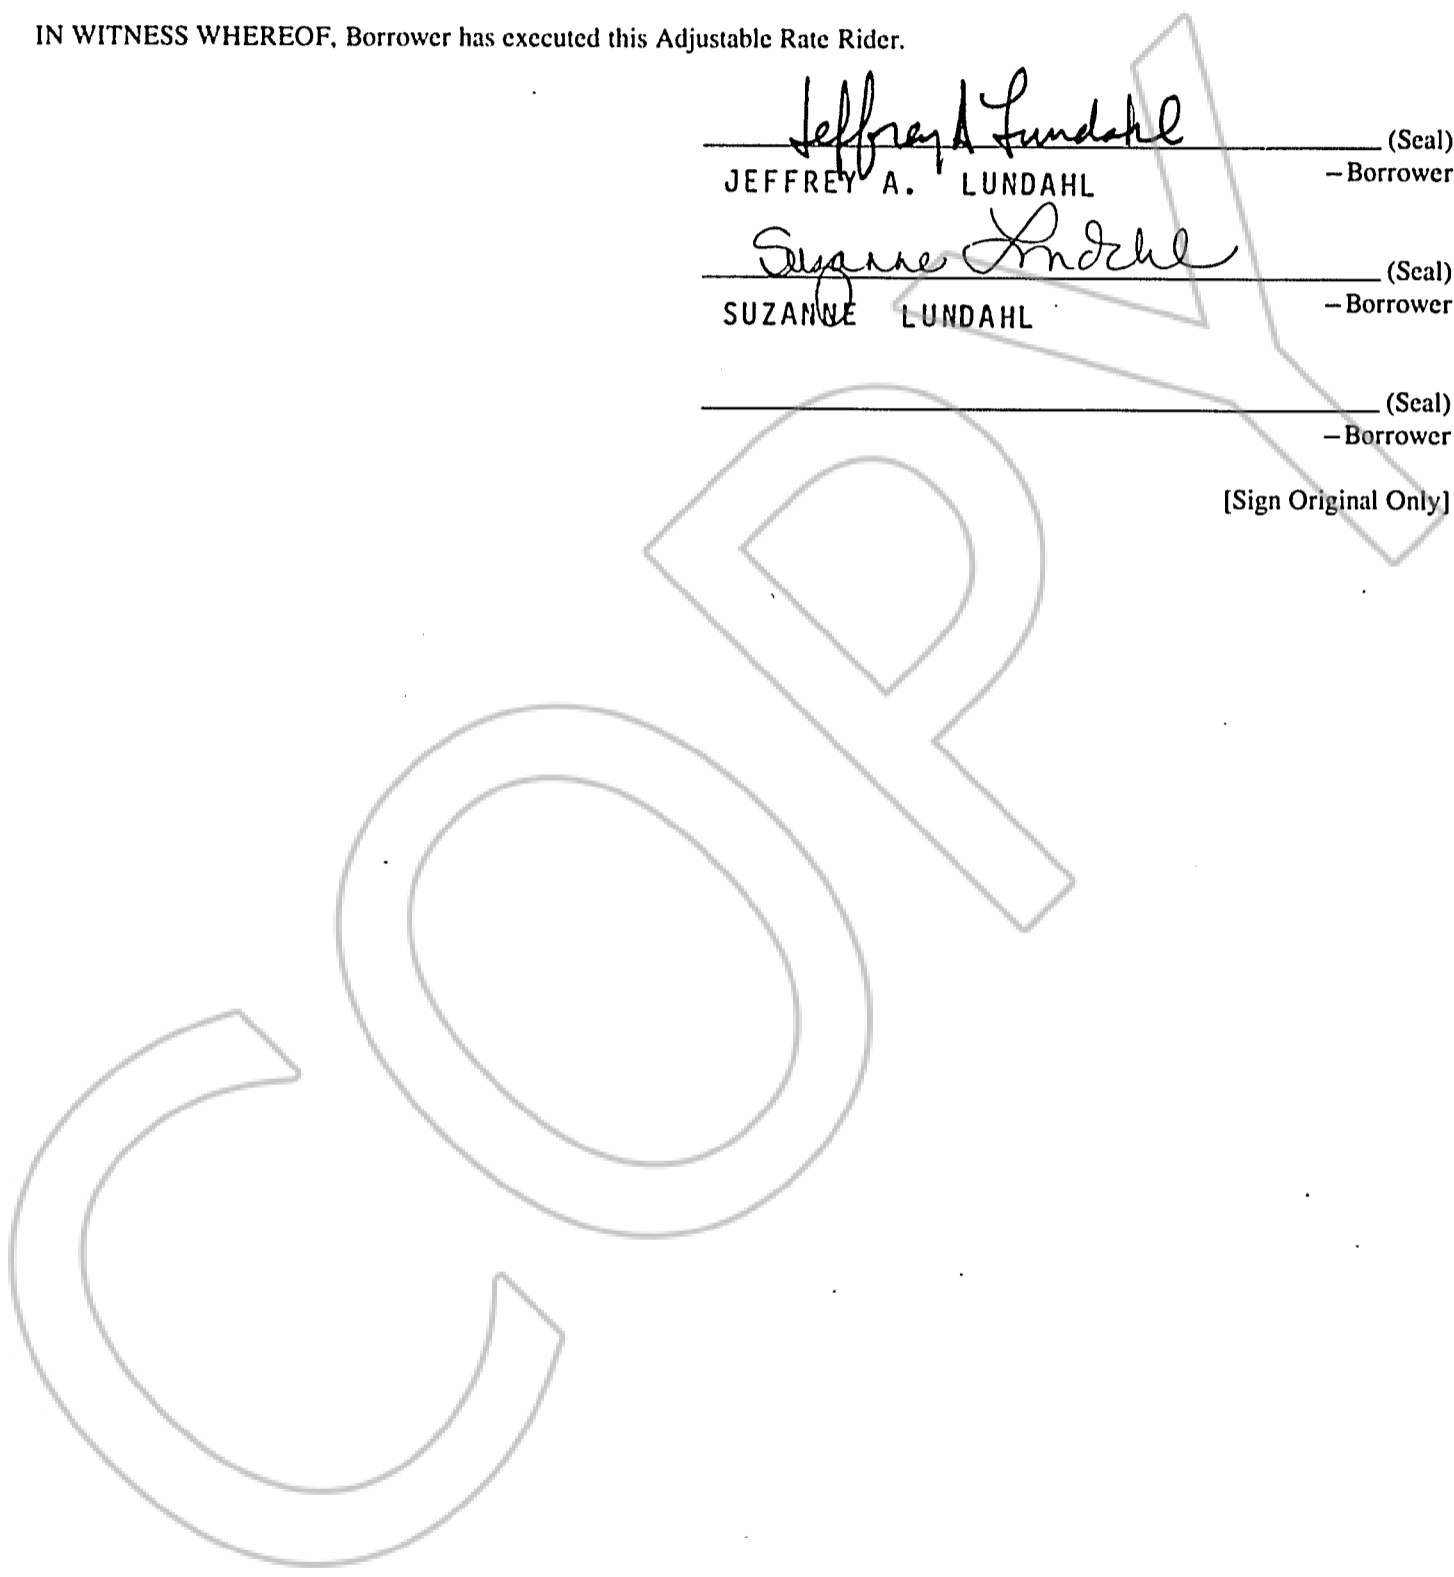 IN WITNESS WHEREOF, Borrower has executed this Adjustable Rate Rider.
Jeffrey A Lundahl (Seal)
JEFFREY A. LUNDAHL —Borrower
Suzanne Lundahl (Seal)
SUZANNE LUNDAHL —Borrower
(Seal)
—Borrower
[Sign Original Only]
COPY